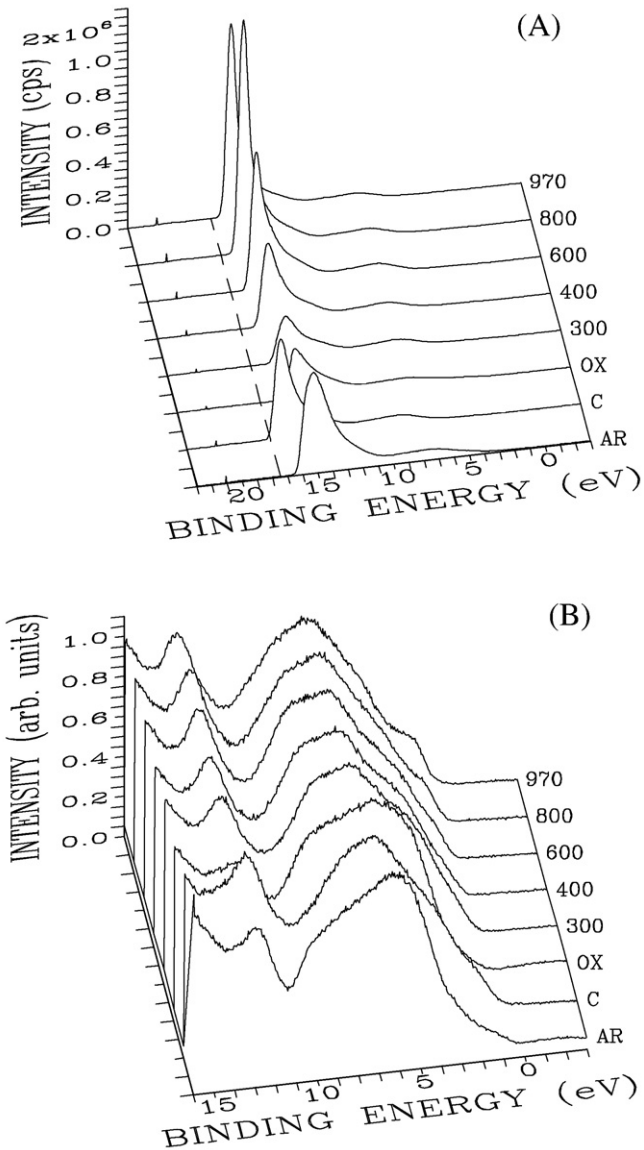 (A)
INTENSITY (cps) 2x10⁶
1.0
0.8
0.6
0.4
0.2
0.0
970
800
600
400
300
OX
C
AR
20 15 10 5 0
BINDING ENERGY (eV)
(B)
INTENSITY (arb. units)
1.0
0.8
0.6
0.4
0.2
0.0
970
800
600
400
300
OX
C
AR
15 10 5 0
BINDING ENERGY (eV)